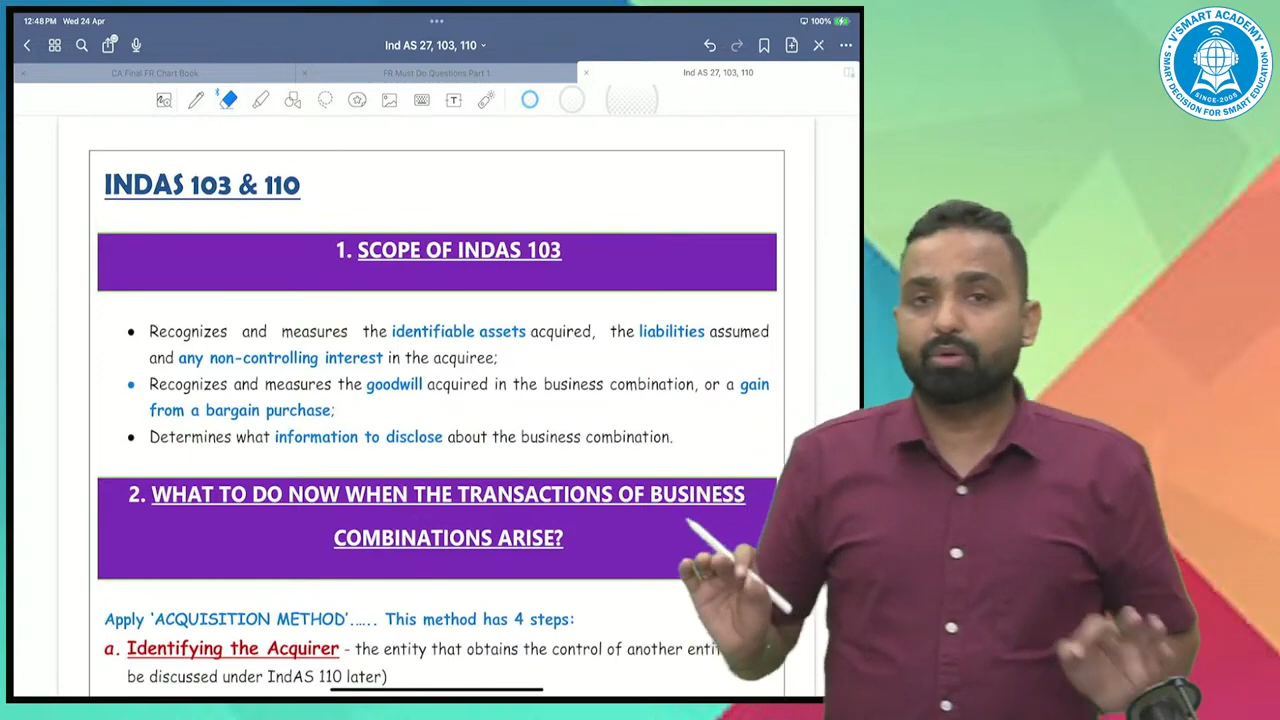 12:48 PM Wed 24 Apr
100%
Ind AS 27, 103, 110
CA Final FR Chart Book
FR Must Do Questions Part 1
Ind AS 27, 103, 110
INDAS 103 & 110
1. SCOPE OF INDAS 103
• Recognizes and measures the identifiable assets acquired, the liabilities assumed
and any non-controlling interest in the acquiree;
• Recognizes and measures the goodwill acquired in the business combination, or a gain
from a bargain purchase;
• Determines what information to disclose about the business combination.
2. WHAT TO DO NOW WHEN THE TRANSACTIONS OF BUSINESS
COMBINATIONS ARISE?
Apply 'ACQUISITION METHOD'..... This method has 4 steps:
a. Identifying the Acquirer - the entity that obtains the control of another
be discussed under IndAS 110 later)
V'SMART ACADEMY
SINCE-2005
SMART DECISION FOR SMART EDUCATION